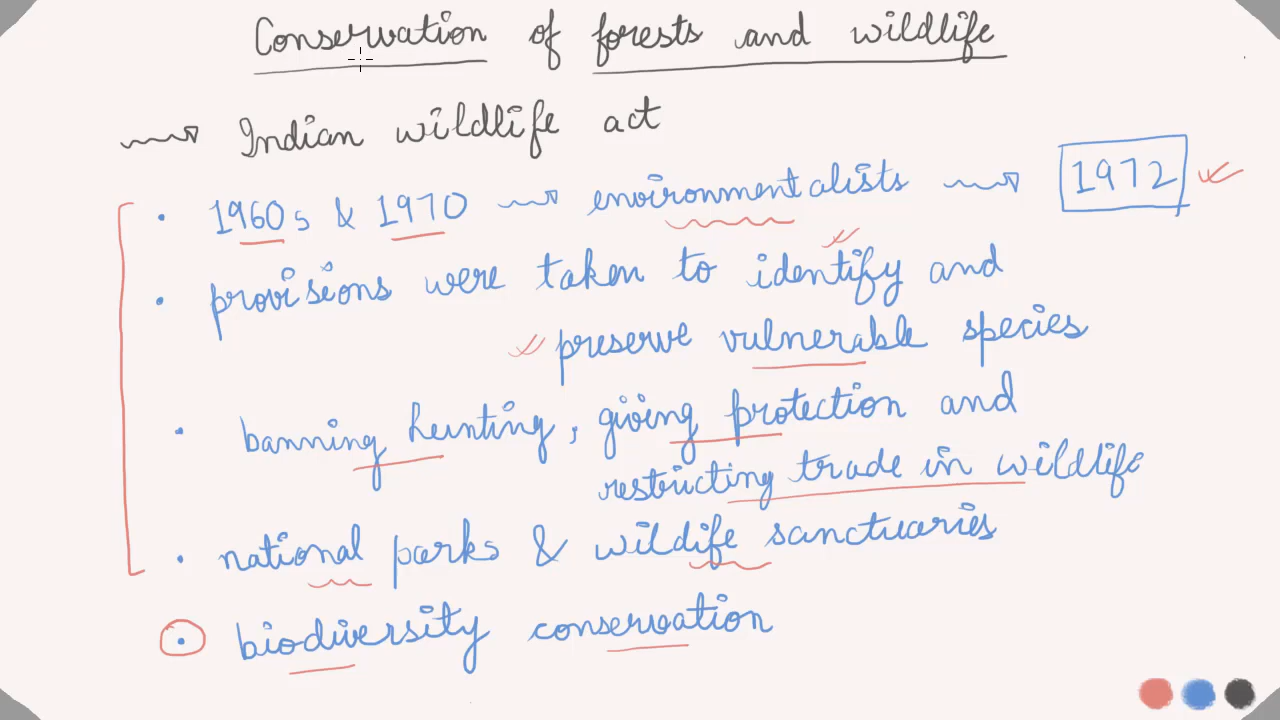 Conservation of forests and wildlife
Indian wildlife act
• 1960s & 1970 → environmentalists → 1972
• provisions were taken to identify and
preserve vulnerable species
• banning hunting, giving protection and
restricting trade in wildlife
• national parks & wildife sanctuaries
• biodiversity conservation